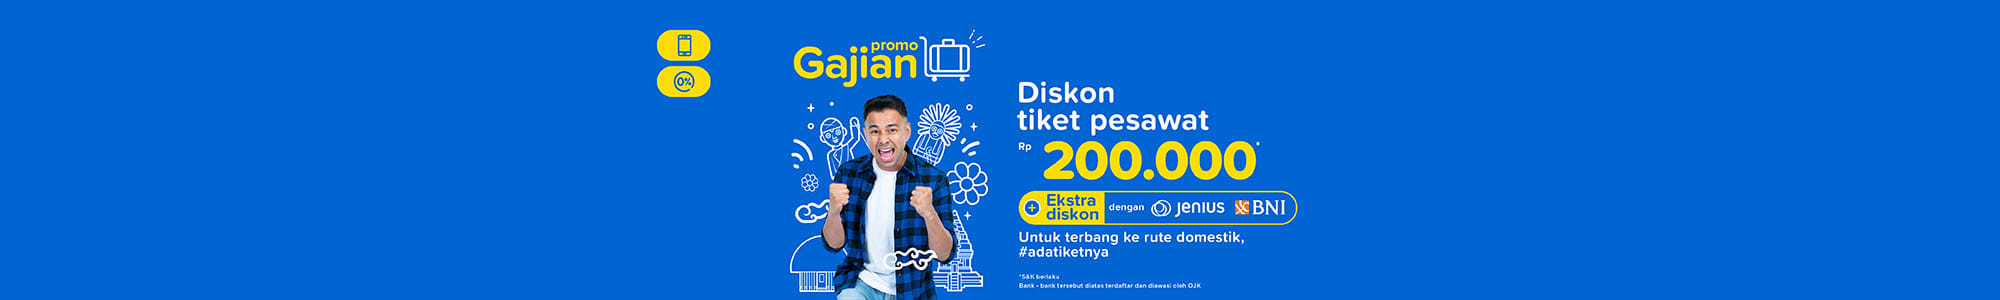 0%
promo
Gajian
Diskon
tiket pesawat
Rp 200.000*
+ Ekstra diskon dengan Jenius BNI
Untuk terbang ke rute domestik,
#adatiketnya
*S&K berlaku
Bank - bank tersebut diatas terdaftar dan diawasi oleh OJK